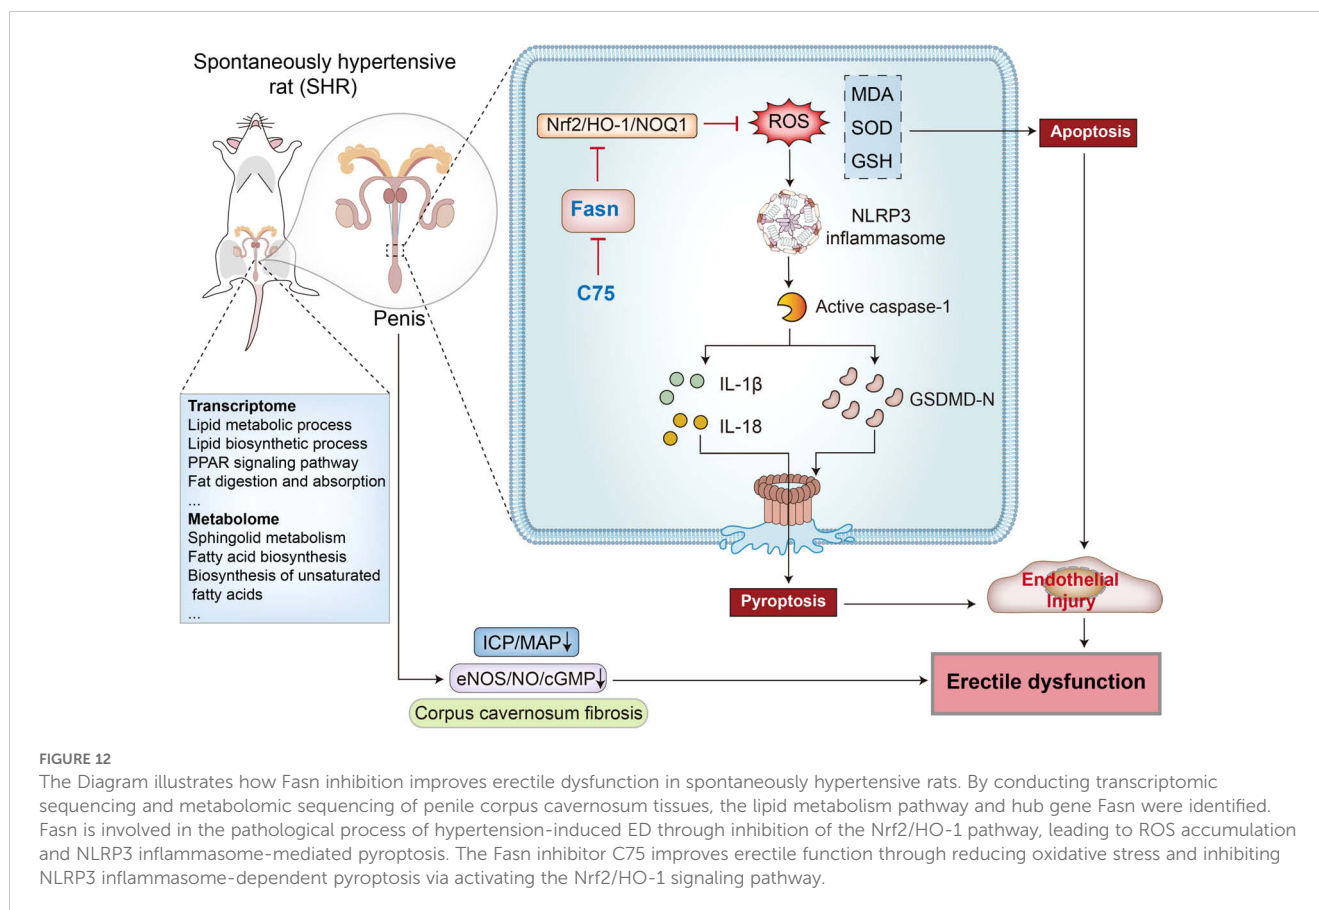 Spontaneously hypertensive
rat (SHR)
Penis
Transcriptome
Lipid metabolic process
Lipid biosynthetic process
PPAR signaling pathway
Fat digestion and absorption
...
Metabolome
Sphingolid metabolism
Fatty acid biosynthesis
Biosynthesis of unsaturated
fatty acids
...
Nrf2/HO-1/NOQ1
Fasn
C75
ROS
MDA
SOD
GSH
Apoptosis
NLRP3
inflammasome
Active caspase-1
IL-1β
IL-18
GSDMD-N
Pyroptosis
Endothelial
Injury
ICP/MAP↓
eNOS/NO/cGMP↓
Corpus cavernosum fibrosis
Erectile dysfunction
FIGURE 12
The Diagram illustrates how Fasn inhibition improves erectile dysfunction in spontaneously hypertensive rats. By conducting transcriptomic
sequencing and metabolomic sequencing of penile corpus cavernosum tissues, the lipid metabolism pathway and hub gene Fasn were identified.
Fasn is involved in the pathological process of hypertension-induced ED through inhibition of the Nrf2/HO-1 pathway, leading to ROS accumulation
and NLRP3 inflammasome-mediated pyroptosis. The Fasn inhibitor C75 improves erectile function through reducing oxidative stress and inhibiting
NLRP3 inflammasome-dependent pyroptosis via activating the Nrf2/HO-1 signaling pathway.